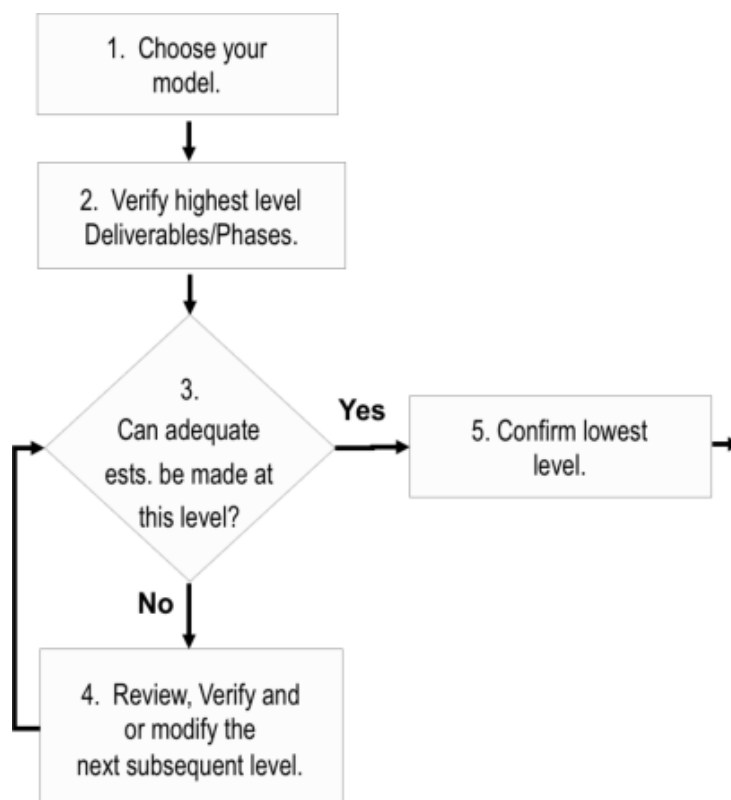 1. Choose your
model.
2. Verify highest level
Deliverables/Phases.
3.
Can adequate
ests. be made at
this level?
Yes
5. Confirm lowest
level.
No
4. Review, Verify and
or modify the
next subsequent level.